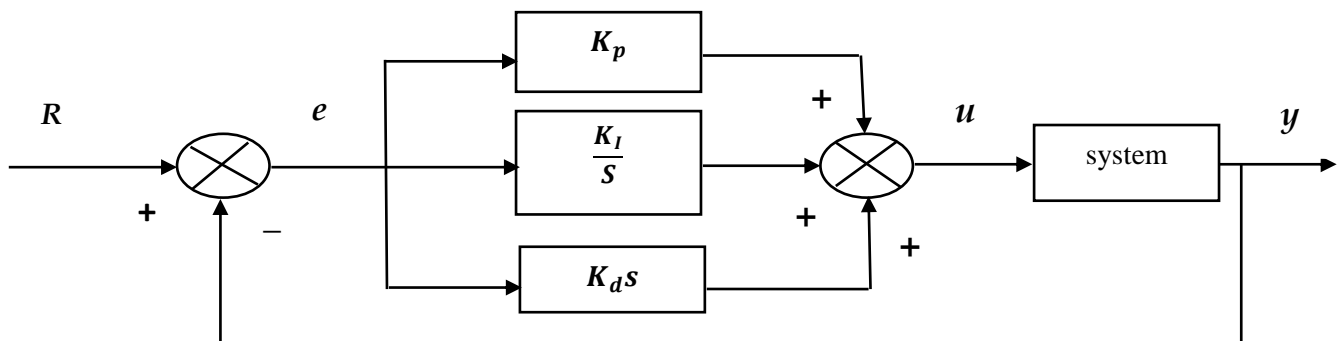 K_p
R
e
+
u
y
K_I
S
system
+
−
+
+
K_d s